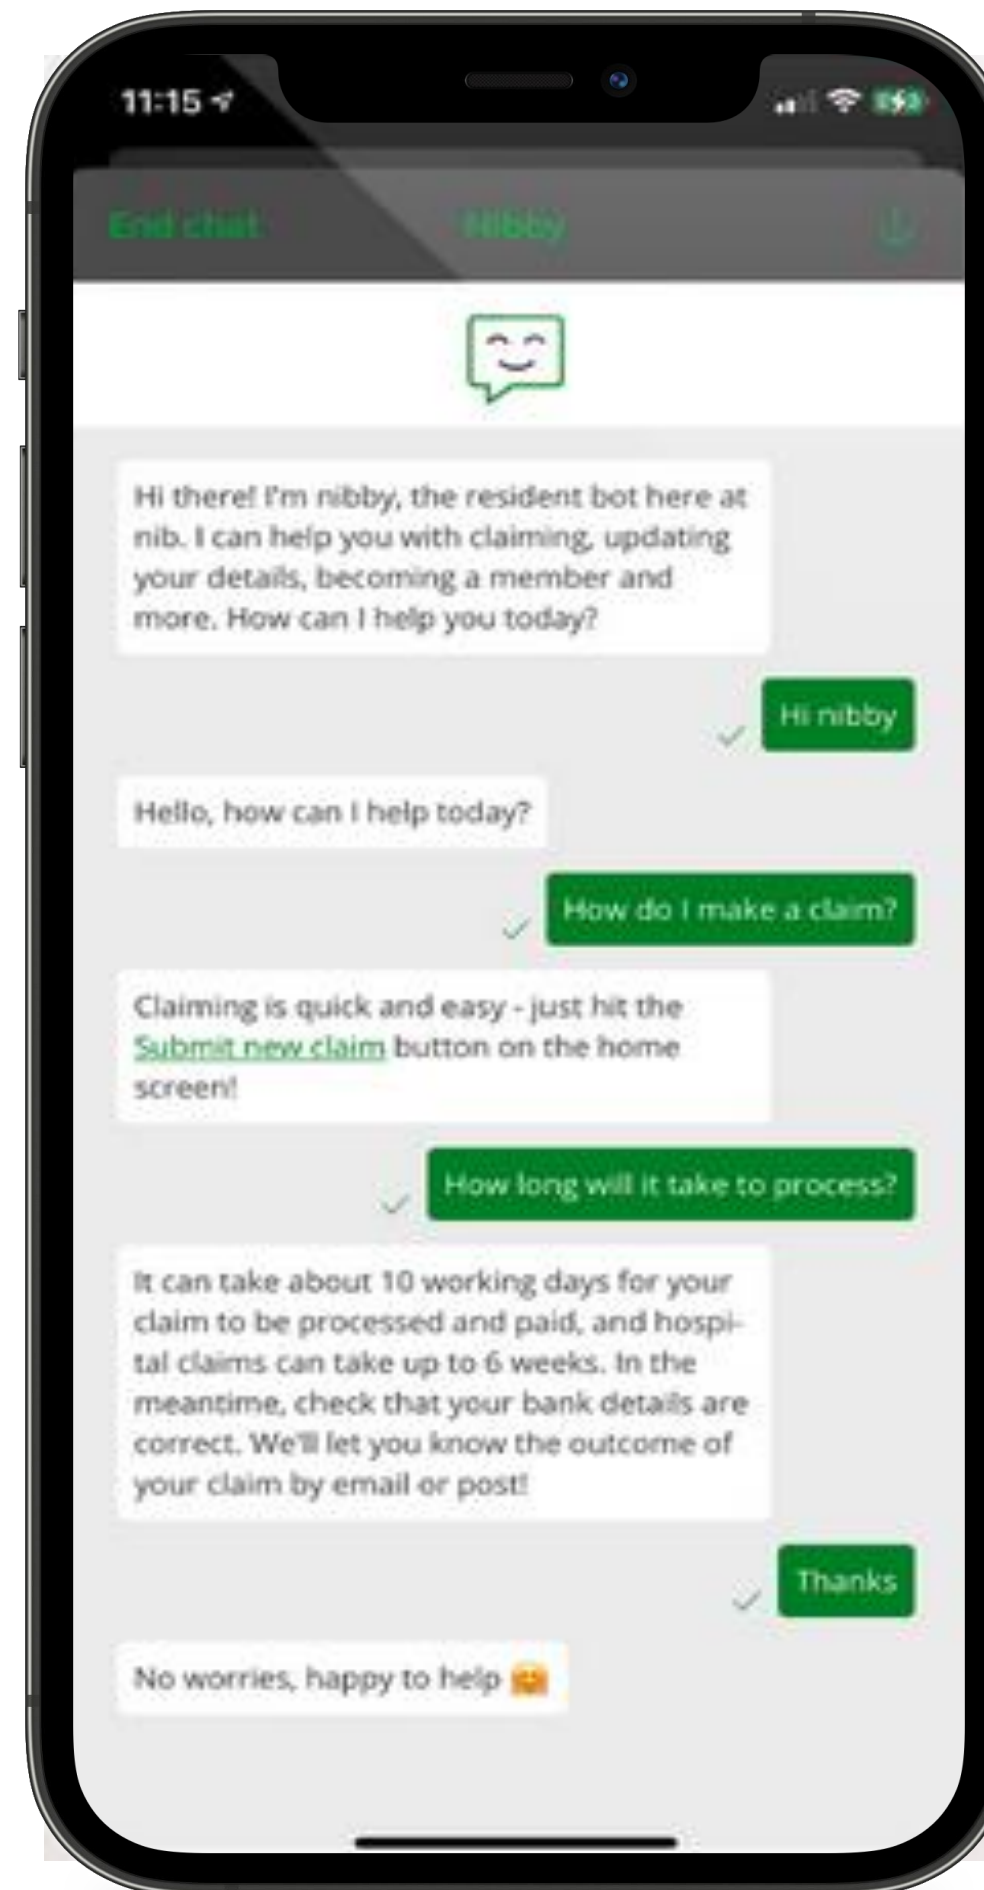 11:15
End chat
Nibby
Hi there! I'm nibby, the resident bot here at
nib. I can help you with claiming, updating
your details, becoming a member and
more. How can I help you today?
Hi nibby
Hello, how can I help today?
How do I make a claim?
Claiming is quick and easy - just hit the
Submit new claim button on the home
screen!
How long will it take to process?
It can take about 10 working days for your
claim to be processed and paid, and hospi-
tal claims can take up to 6 weeks. In the
meantime, check that your bank details are
correct. We'll let you know the outcome of
your claim by email or post!
Thanks
No worries, happy to help 🤗